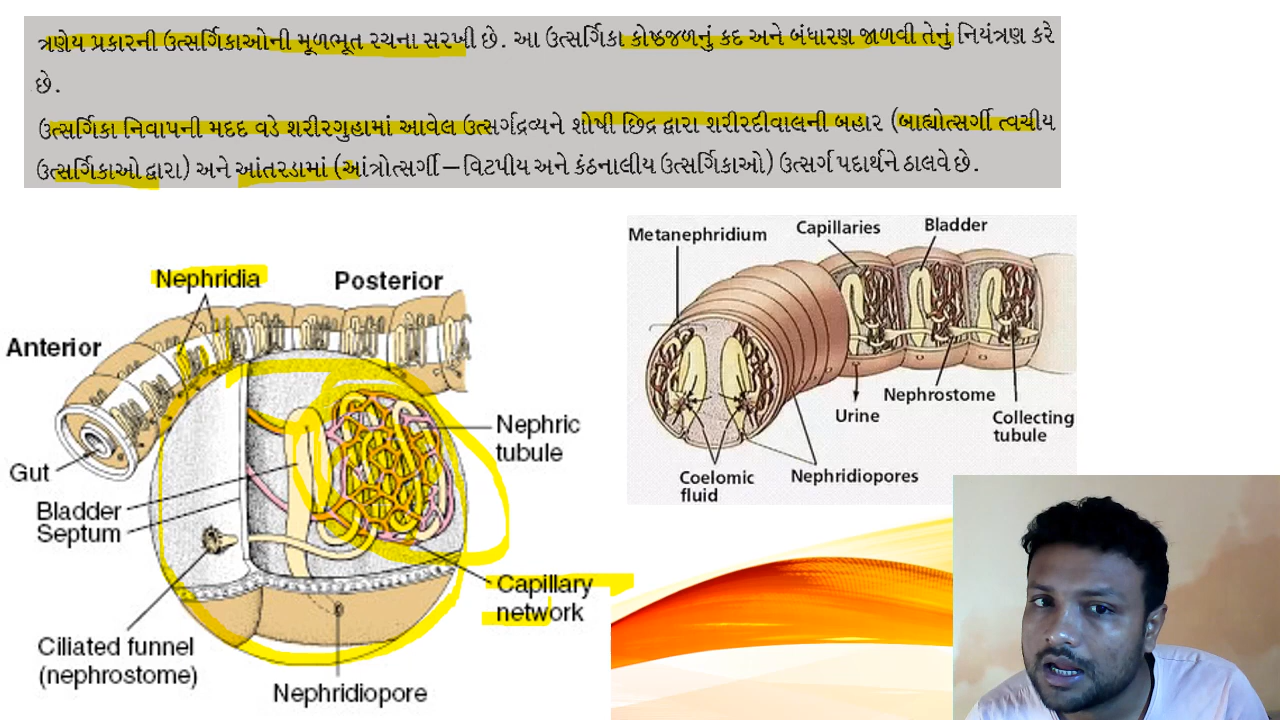 ત્રણેય પ્રકારની ઉત્સર્ગિકાઓની મૂળભૂત રચના સરખી છે. આ ઉત્સર્ગિકા કોષ્ઠજળનું કદ અને બંધારણ જાળવી તેનું નિયંત્રણ કરે
છે.
ઉત્સર્ગિકા નિવાપની મદદ વડે શરીરગુહામાં આવેલ ઉત્સર્ગદ્રવ્યને શોષી છિદ્ર દ્વારા શરીરદીવાલની બહાર (બાહ્યોત્સર્ગી ત્વચીય
ઉત્સર્ગિકાઓ દ્વારા) અને આંતરડામાં (આંત્રોત્સર્ગી – વિટપીય અને કંઠનાલીય ઉત્સર્ગિકાઓ) ઉત્સર્ગ પદાર્થને ઠાલવે છે.
Nephridia
Posterior
Anterior
Gut
Bladder
Septum
Ciliated funnel
(nephrostome)
Nephridiopore
Nephric
tubule
Capillary
network
Metanephridium
Capillaries
Bladder
Nephrostome
Urine
Collecting
tubule
Coelomic
fluid
Nephridiopores